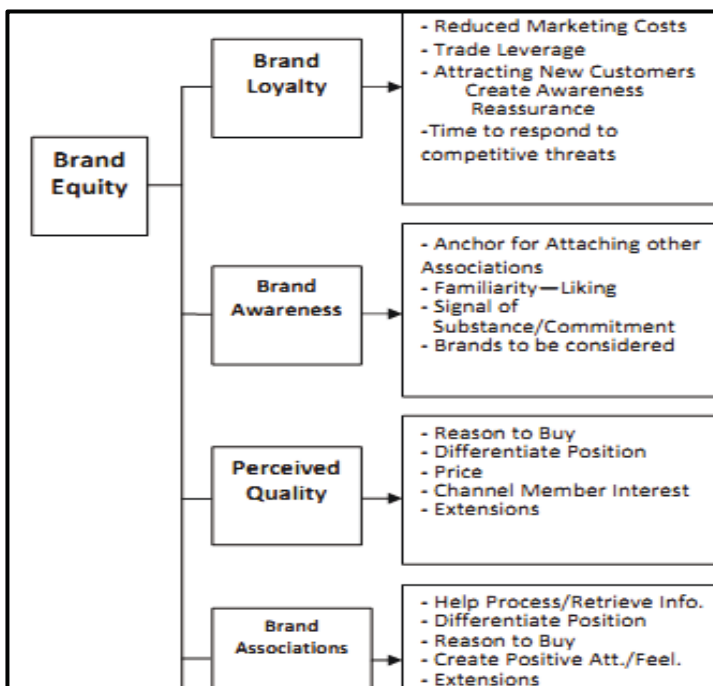 Brand
Equity
Brand
Loyalty
- Reduced Marketing Costs
- Trade Leverage
- Attracting New Customers
Create Awareness
Reassurance
-Time to respond to
competitive threats
Brand
Awareness
- Anchor for Attaching other
Associations
- Familiarity—Liking
- Signal of
Substance/Commitment
- Brands to be considered
Perceived
Quality
- Reason to Buy
- Differentiate Position
- Price
- Channel Member Interest
- Extensions
Brand
Associations
- Help Process/Retrieve Info.
- Differentiate Position
- Reason to Buy
- Create Positive Att./Feel.
- Extensions